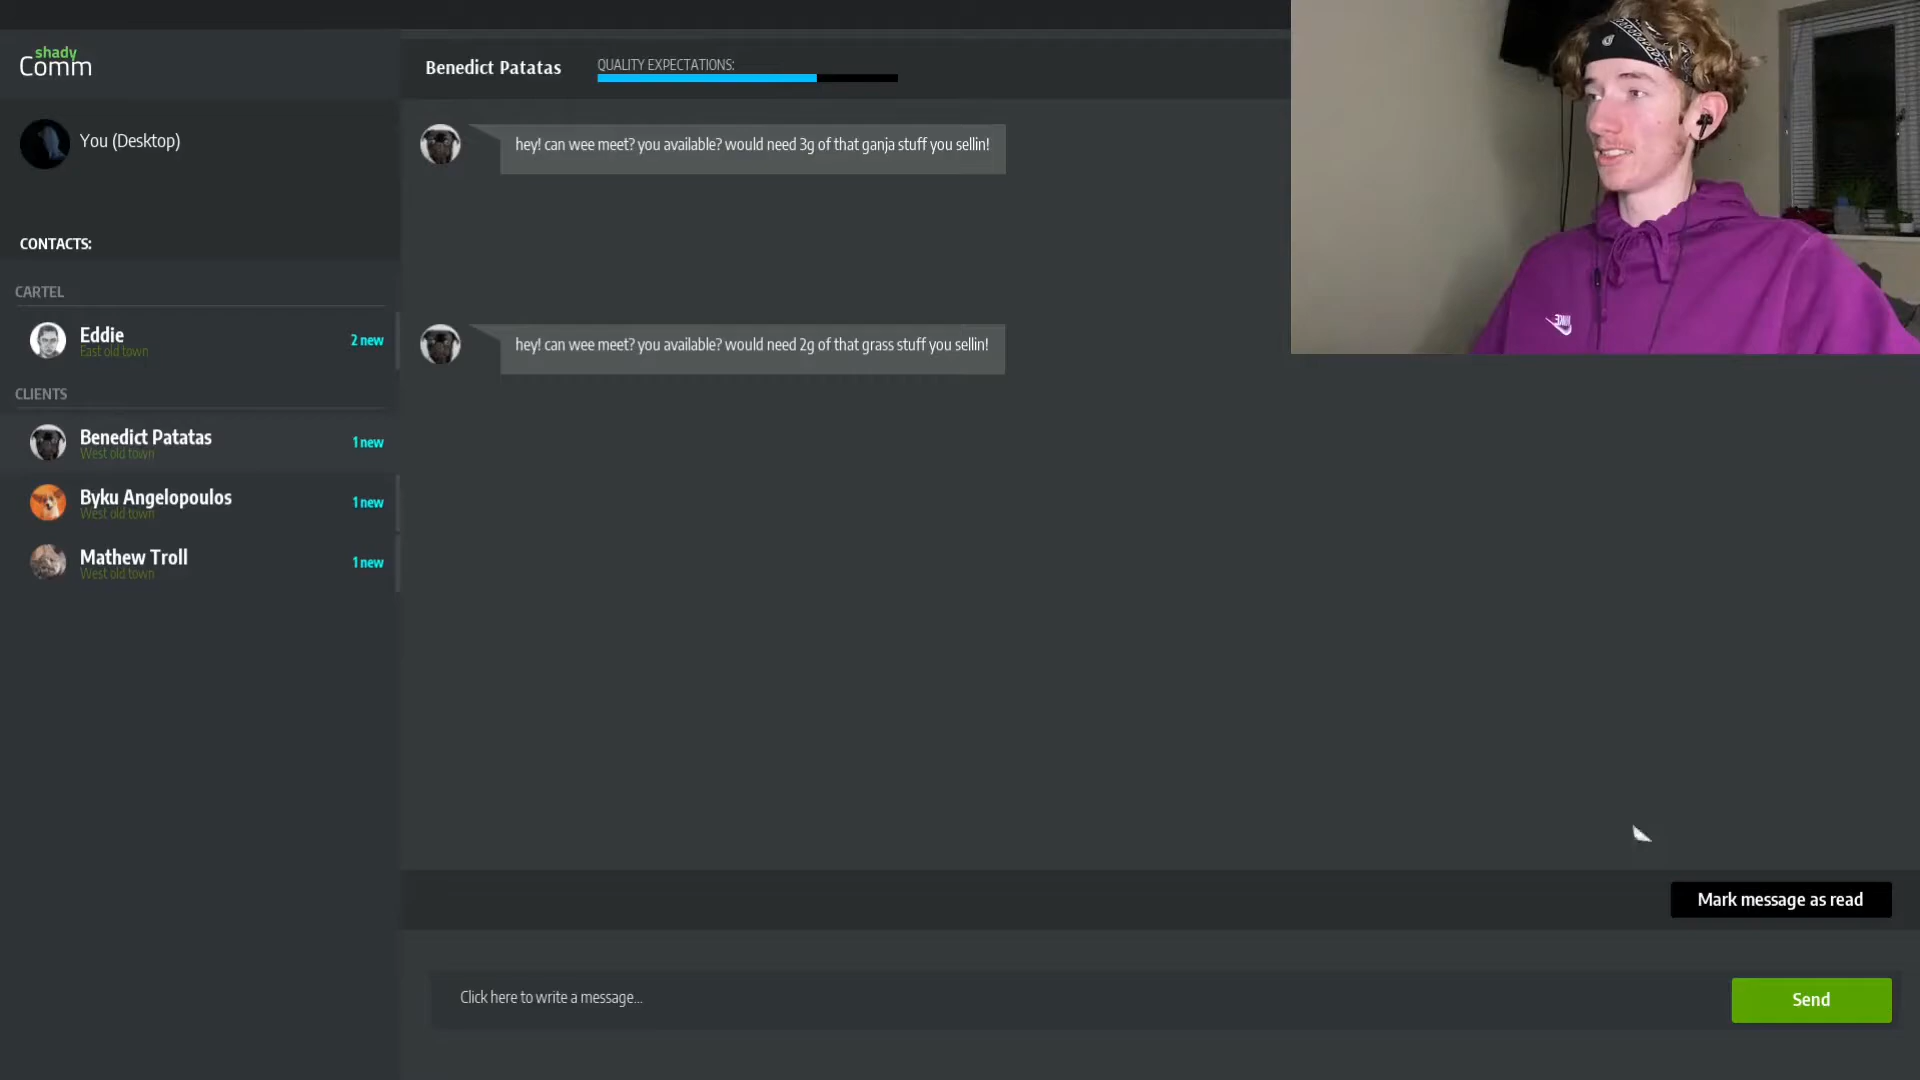 shady
Comm
You (Desktop)
CONTACTS:
CARTEL
Eddie
East old town
2 new
CLIENTS
Benedict Patatas
West old town
1 new
Byku Angelopoulos
West old town
1 new
Mathew Troll
West old town
1 new
Benedict Patatas
QUALITY EXPECTATIONS:
hey! can wee meet? you available? would need 3g of that ganja stuff you sellin!
hey! can wee meet? you available? would need 2g of that grass stuff you sellin!
Mark message as read
Click here to write a message...
Send
NIKE